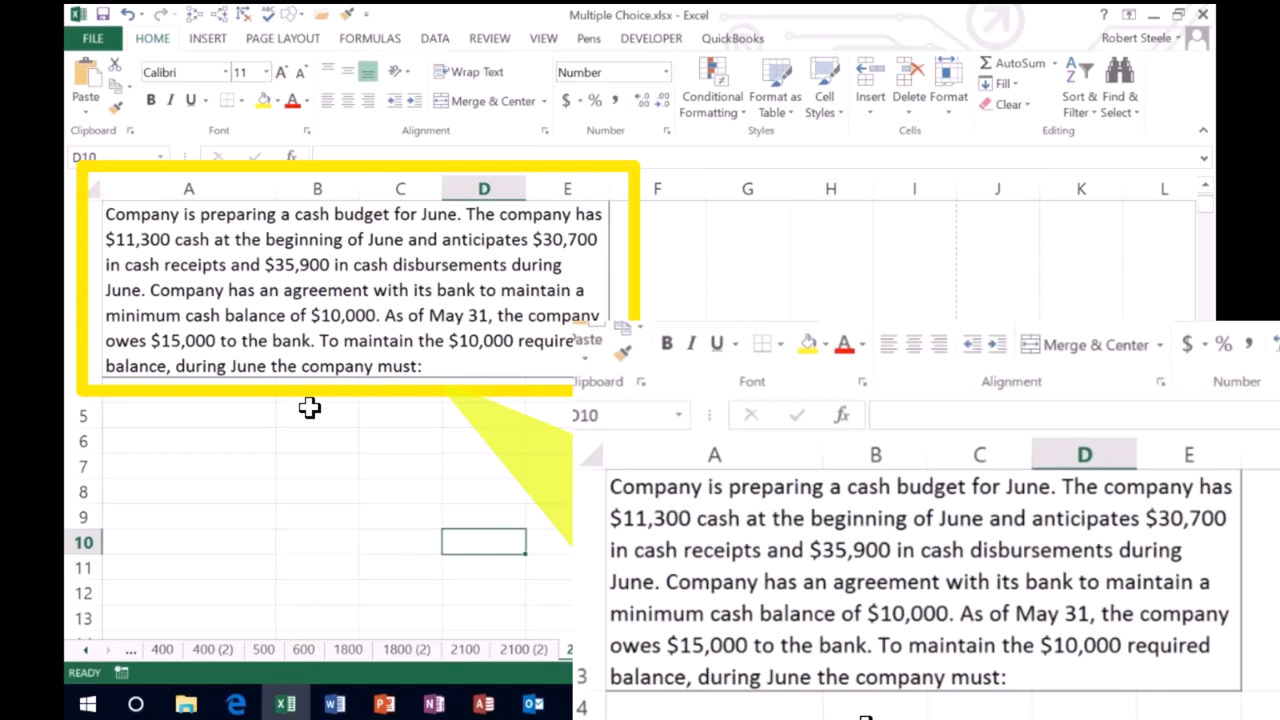 Multiple Choice.xlsx - Excel
?
FILE HOME INSERT PAGE LAYOUT FORMULAS DATA REVIEW VIEW Pens DEVELOPER QuickBooks Robert Steele
Calibri 11 A A Wrap Text Number AutoSum
Fill
Paste B I U A Merge & Center $ % , Conditional Format as Cell Insert Delete Format Clear Sort & Find &
Formatting Table Styles Filter Select
Clipboard Font Alignment Number Styles Cells Editing
D10 fx
A B C D E F G H I J K L
Company is preparing a cash budget for June. The company has
$11,300 cash at the beginning of June and anticipates $30,700
in cash receipts and $35,900 in cash disbursements during
June. Company has an agreement with its bank to maintain a
minimum cash balance of $10,000. As of May 31, the company
owes $15,000 to the bank. To maintain the $10,000 require
balance, during June the company must:
5
6
7
8
9
10
11
12
13
... 400 400 (2) 500 600 1800 1800 (2) 2100 2100 (2) 2
READY
aste B I U A Merge & Center $ % ,
lipboard Font Alignment Number
D10 fx
A B C D E
Company is preparing a cash budget for June. The company has
$11,300 cash at the beginning of June and anticipates $30,700
in cash receipts and $35,900 in cash disbursements during
June. Company has an agreement with its bank to maintain a
minimum cash balance of $10,000. As of May 31, the company
owes $15,000 to the bank. To maintain the $10,000 required
3 balance, during June the company must:
4